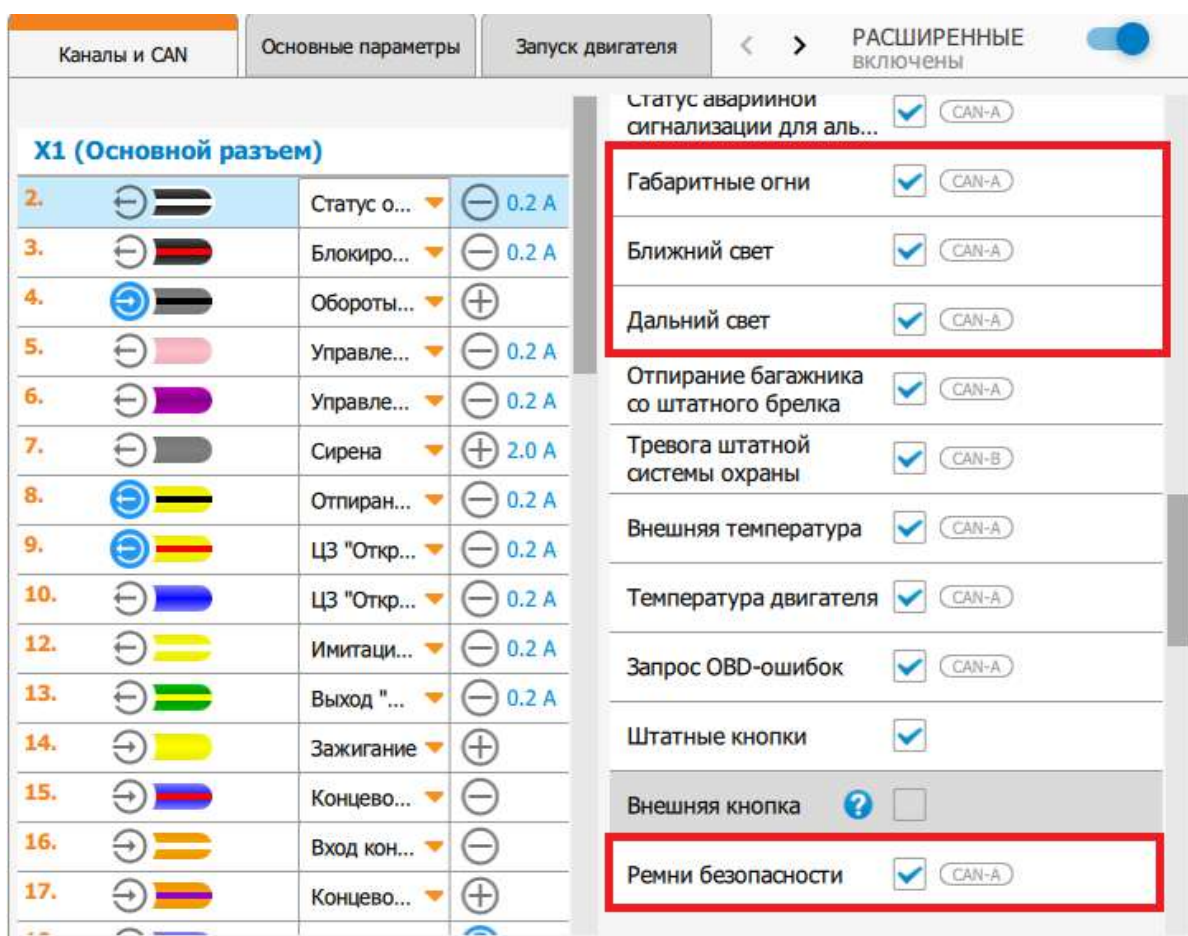 Каналы и CAN
Основные параметры
Запуск двигателя
РАСШИРЕННЫЕ
включены
X1 (Основной разъем)
2. Статус о... 0.2 A
3. Блокиро... 0.2 A
4. Обороты...
5. Управле... 0.2 A
6. Управле... 0.2 A
7. Сирена 2.0 A
8. Отпиран... 0.2 A
9. ЦЗ "Откр... 0.2 A
10. ЦЗ "Откр... 0.2 A
12. Имитаци... 0.2 A
13. Выход "... 0.2 A
14. Зажигание
15. Концево...
16. Вход кон...
17. Концево...
Статус аварийной
сигнализации для аль... CAN-A
Габаритные огни CAN-A
Ближний свет CAN-A
Дальний свет CAN-A
Отпирание багажника
со штатного брелка CAN-A
Тревога штатной
системы охраны CAN-B
Внешняя температура CAN-A
Температура двигателя CAN-A
Запрос OBD-ошибок CAN-A
Штатные кнопки
Внешняя кнопка ?
Ремни безопасности CAN-A